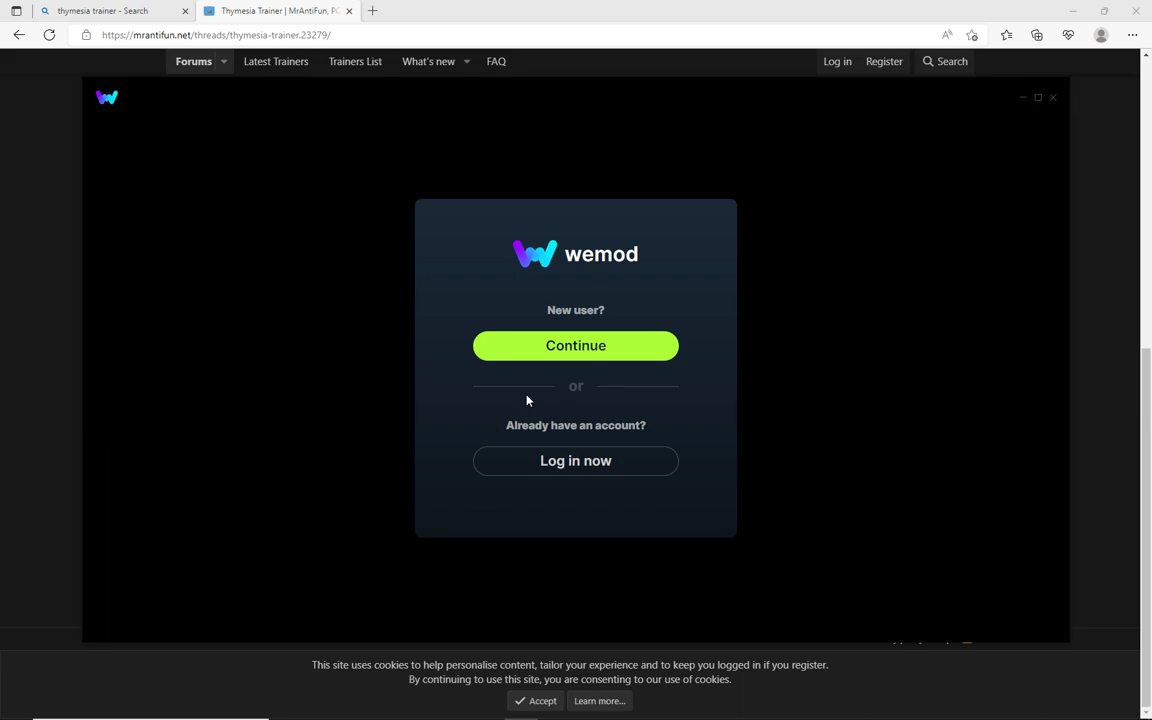 thymesia trainer - Search
Thymesia Trainer | MrAntiFun, PC
https://mrantifun.net/threads/thymesia-trainer.23279/
Forums Latest Trainers Trainers List What's new FAQ Log in Register Search
wemod
New user?
Continue
or
Already have an account?
Log in now
This site uses cookies to help personalise content, tailor your experience and to keep you logged in if you register.
By continuing to use this site, you are consenting to our use of cookies.
Accept Learn more...